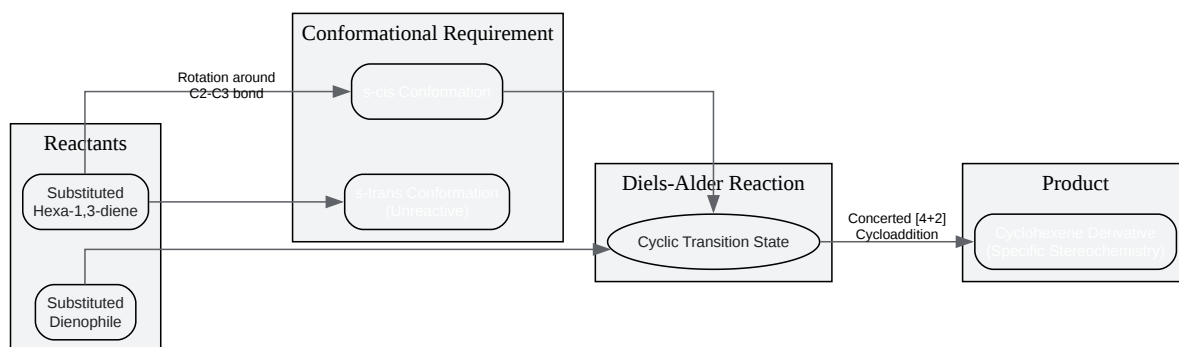 Conformational Requirement
Rotation around
C2-C3 bond
s-cis Conformation
Reactants
Substituted
Hexa-1,3-diene
s-trans Conformation
(Unreactive)
Diels-Alder Reaction
Cyclic Transition State
Concerted [4+2]
Cycloaddition
Product
Cyclohexene Derivative
(Specific Stereochemistry)
Substituted
Dienophile